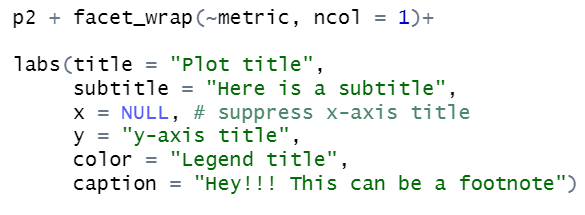 p2 + facet_wrap(~metric, ncol = 1)+
labs(title = "Plot title",
     subtitle = "Here is a subtitle",
     x = NULL, # suppress x-axis title
     y = "y-axis title",
     color = "Legend title",
     caption = "Hey!!! This can be a footnote")